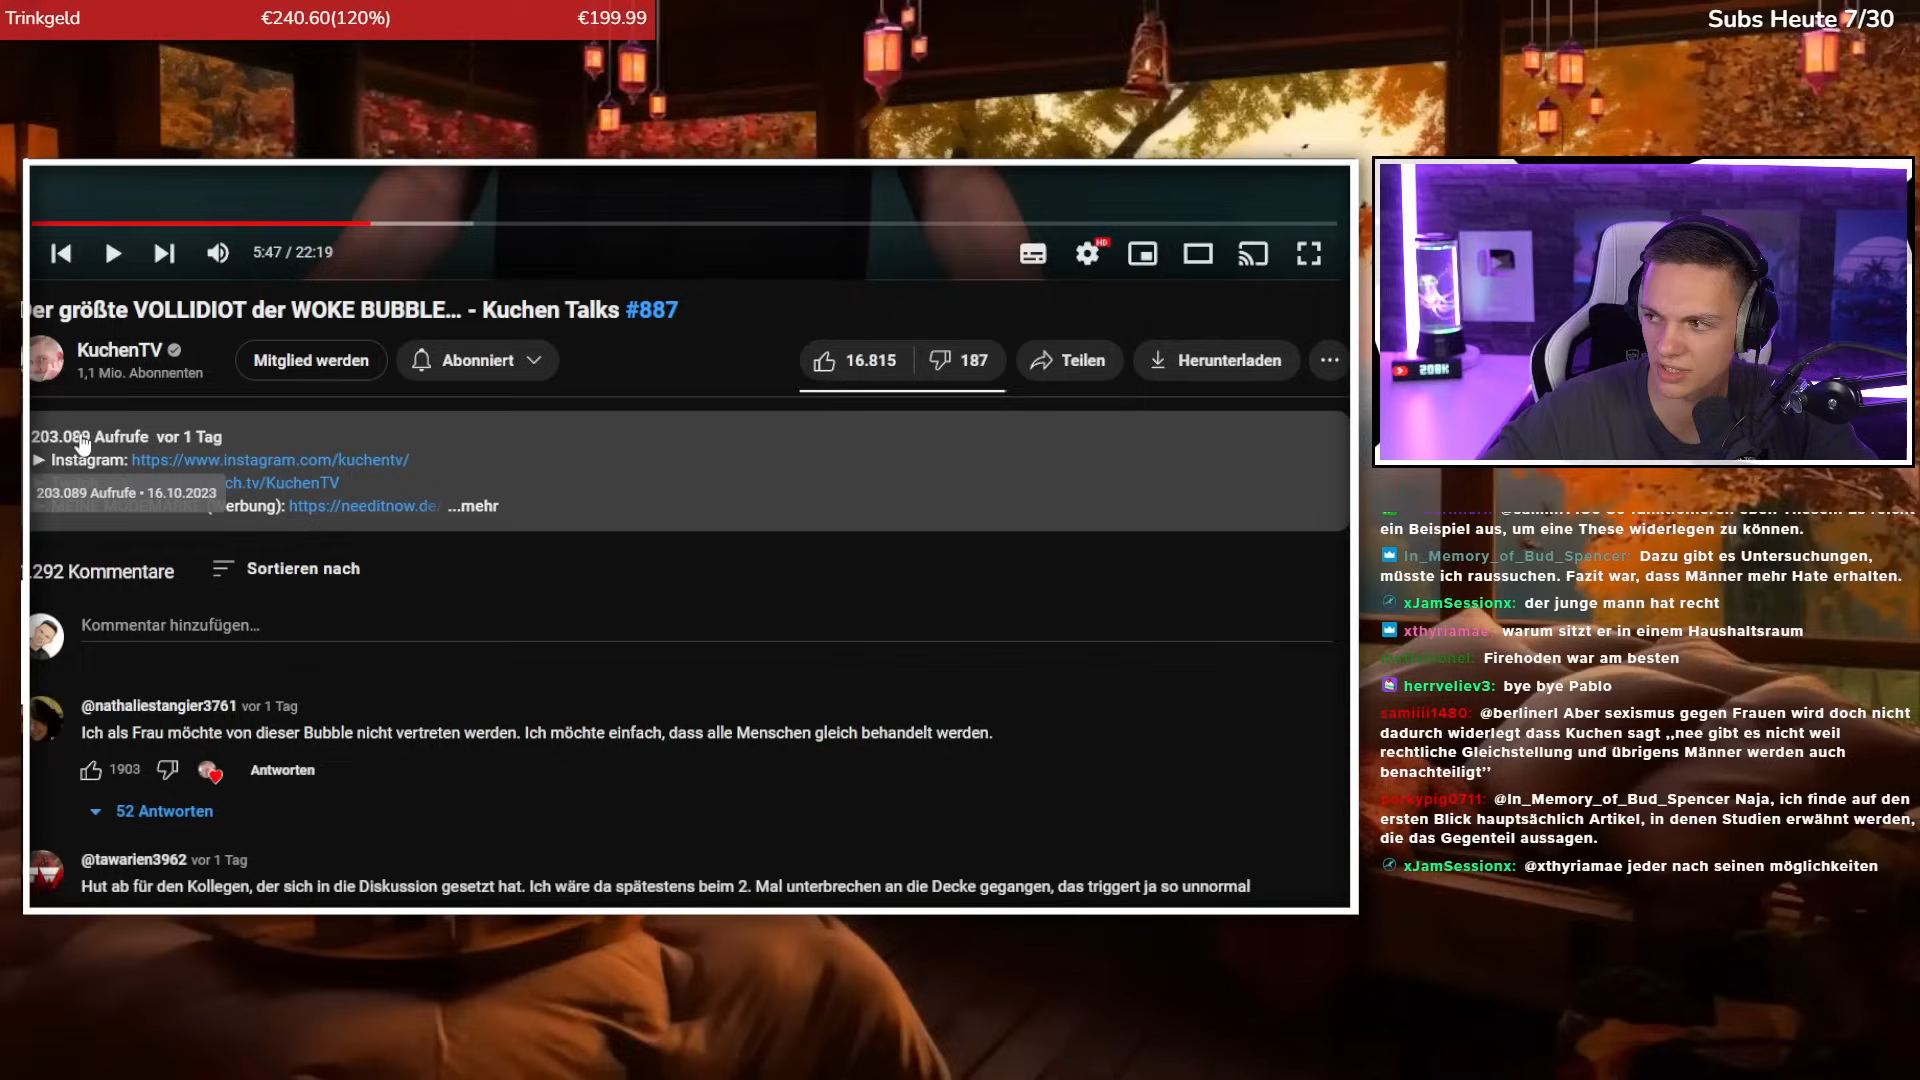 Trinkgeld €240.60(120%) €199.99
Subs Heute 7/30
5:47 / 22:19
HD
er größte VOLLIDIOT der WOKE BUBBLE... - Kuchen Talks #887
KuchenTV
1,1 Mio. Abonnenten
Mitglied werden
Abonniert
16.815
187
Teilen
Herunterladen
203.089 Aufrufe vor 1 Tag
► Instagram: https://www.instagram.com/kuchentv/
ch.tv/KuchenTV
203.089 Aufrufe • 16.10.2023
erbung): https://needitnow.de/ ...mehr
.292 Kommentare
Sortieren nach
Kommentar hinzufügen...
@nathaliestangier3761 vor 1 Tag
Ich als Frau möchte von dieser Bubble nicht vertreten werden. Ich möchte einfach, dass alle Menschen gleich behandelt werden.
1903
Antworten
52 Antworten
@tawarien3962 vor 1 Tag
Hut ab für den Kollegen, der sich in die Diskussion gesetzt hat. Ich wäre da spätestens beim 2. Mal unterbrechen an die Decke gegangen, das triggert ja so unnormal
208K
ein Beispiel aus, um eine These widerlegen zu können.
In_Memory_of_Bud_Spencer: Dazu gibt es Untersuchungen,
müsste ich raussuchen. Fazit war, dass Männer mehr Hate erhalten.
xJamSessionx: der junge mann hat recht
xthyriamae: warum sitzt er in einem Haushaltsraum
Firehoden war am besten
herrveliev3: bye bye Pablo
samiiii1480: @berlinerl Aber sexismus gegen Frauen wird doch nicht
dadurch widerlegt dass Kuchen sagt ,,nee gibt es nicht weil
rechtliche Gleichstellung und übrigens Männer werden auch
benachteiligt’’
porkypig0711: @In_Memory_of_Bud_Spencer Naja, ich finde auf den
ersten Blick hauptsächlich Artikel, in denen Studien erwähnt werden,
die das Gegenteil aussagen.
xJamSessionx: @xthyriamae jeder nach seinen möglichkeiten